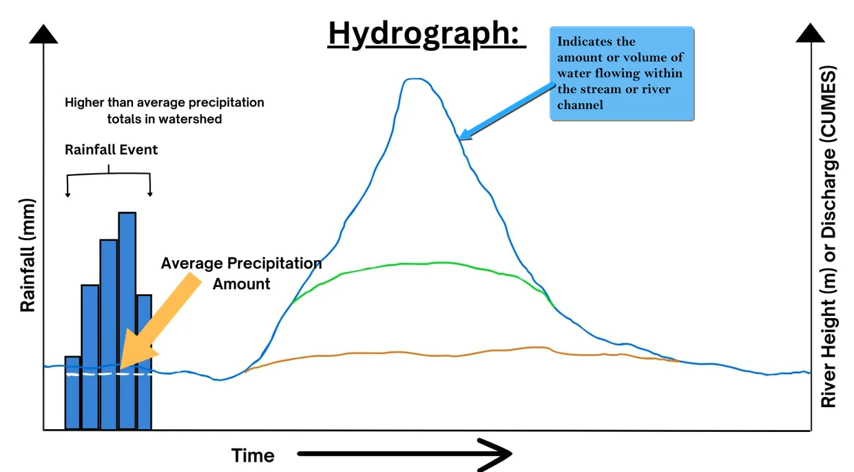 Hydrograph:
Indicates the
amount or volume of
water flowing within
the stream or river
channel
Higher than average precipitation
totals in watershed
Rainfall Event
Average Precipitation
Amount
Rainfall (mm)
River Height (m) or Discharge (CUMES)
Time